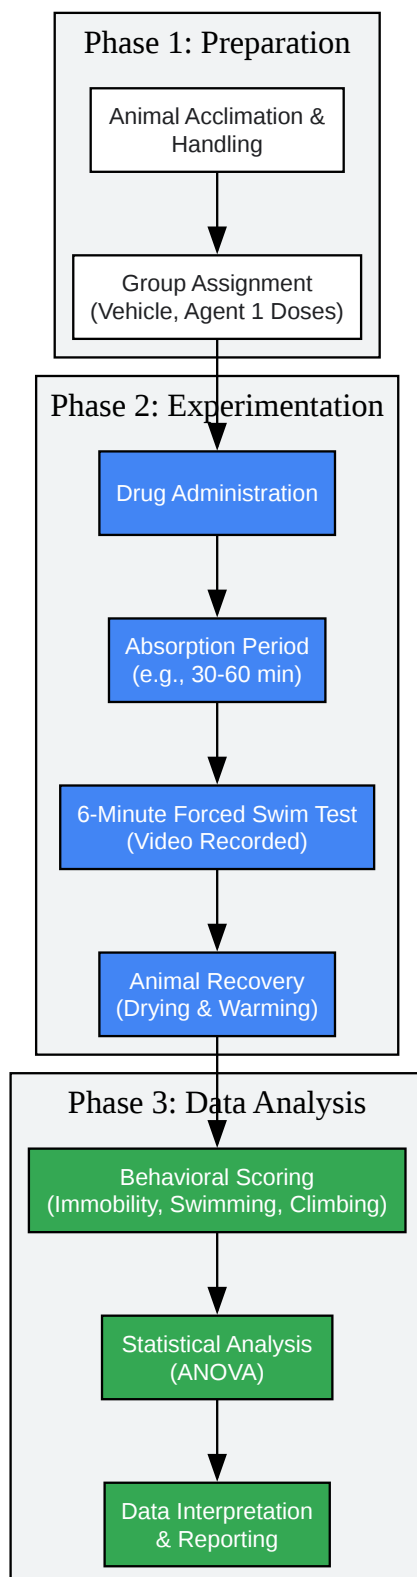 Phase 1: Preparation
Animal Acclimation &
Handling
Group Assignment
(Vehicle, Agent 1 Doses)
Phase 2: Experimentation
Drug Administration
Absorption Period
(e.g., 30-60 min)
6-Minute Forced Swim Test
(Video Recorded)
Animal Recovery
(Drying & Warming)
Phase 3: Data Analysis
Behavioral Scoring
(Immobility, Swimming, Climbing)
Statistical Analysis
(ANOVA)
Data Interpretation
& Reporting